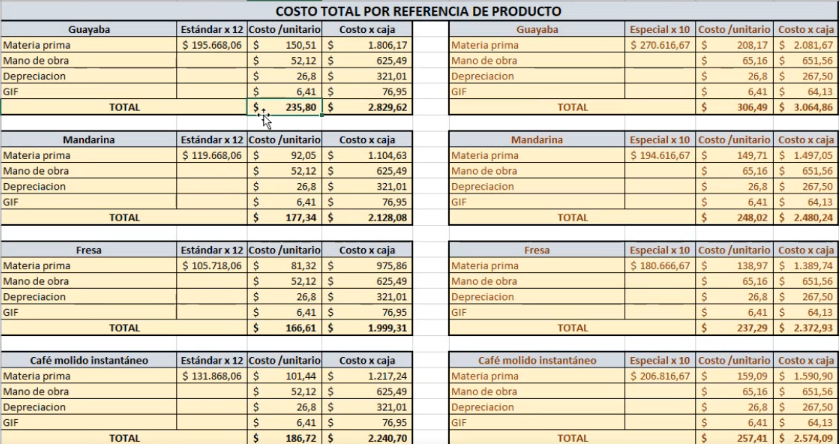 COSTO TOTAL POR REFERENCIA DE PRODUCTO
Guayaba Estándar x 12 Costo /unitario Costo x caja Guayaba Especial x 10 Costo /unitario Costo x caja
Materia prima $ 195.668,06 $ 150,51 $ 1.806,17 Materia prima $ 270.616,67 $ 208,17 $ 2.081,67
Mano de obra 52,12 625,49 Mano de obra $ 65,16 $ 651,56
Depreciacion $ 26,8 $ 321,01 Depreciacion $ 26,8 $ 267,50
GIF $ 6,41 $ 76,95 GIF $ 6,41 $ 64,13
TOTAL $ 235,80 $ 2.829,62 TOTAL $ 306,49 $ 3.064,86
Mandarina Estándar x 12 Costo /unitario Costo x caja Mandarina Especial x 10 Costo /unitario Costo x caja
Materia prima $ 119.668,06 $ 92,05 $ 1.104,63 Materia prima $ 194.616,67 $ 149,71 $ 1.497,05
Mano de obra $ 52,12 $ 625,49 Mano de obra $ 65,16 $ 651,56
Depreciacion $ 26,8 $ 321,01 Depreciacion $ 26,8 $ 267,50
GIF $ 6,41 $ 76,95 GIF $ 6,41 $ 64,13
TOTAL $ 177,34 $ 2.128,08 TOTAL $ 248,02 $ 2.480,24
Fresa Estándar x 12 Costo /unitario Costo x caja Fresa Especial x 10 Costo /unitario Costo x caja
Materia prima $ 105.718,06 $ 81,32 $ 975,86 Materia prima $ 180.666,67 $ 138,97 $ 1.389,74
Mano de obra $ 52,12 $ 625,49 Mano de obra $ 65,16 $ 651,56
Depreciacion $ 26,8 $ 321,01 Depreciacion $ 26,8 $ 267,50
GIF $ 6,41 $ 76,95 GIF $ 6,41 $ 64,13
TOTAL $ 166,61 $ 1.999,31 TOTAL $ 237,29 $ 2.372,93
Café molido instantáneo Estándar x 12 Costo /unitario Costo x caja Café molido instantáneo Especial x 10 Costo /unitario Costo x caja
Materia prima $ 131.868,06 $ 101,44 $ 1.217,24 Materia prima $ 206.816,67 $ 159,09 $ 1.590,90
Mano de obra $ 52,12 $ 625,49 Mano de obra $ 65,16 $ 651,56
Depreciacion $ 26,8 $ 321,01 Depreciacion $ 26,8 $ 267,50
GIF $ 6,41 $ 76,95 GIF $ 6,41 $ 64,13
TOTAL $ 186,72 $ 2.240,70 TOTAL $ 257,41 $ 2.574,09